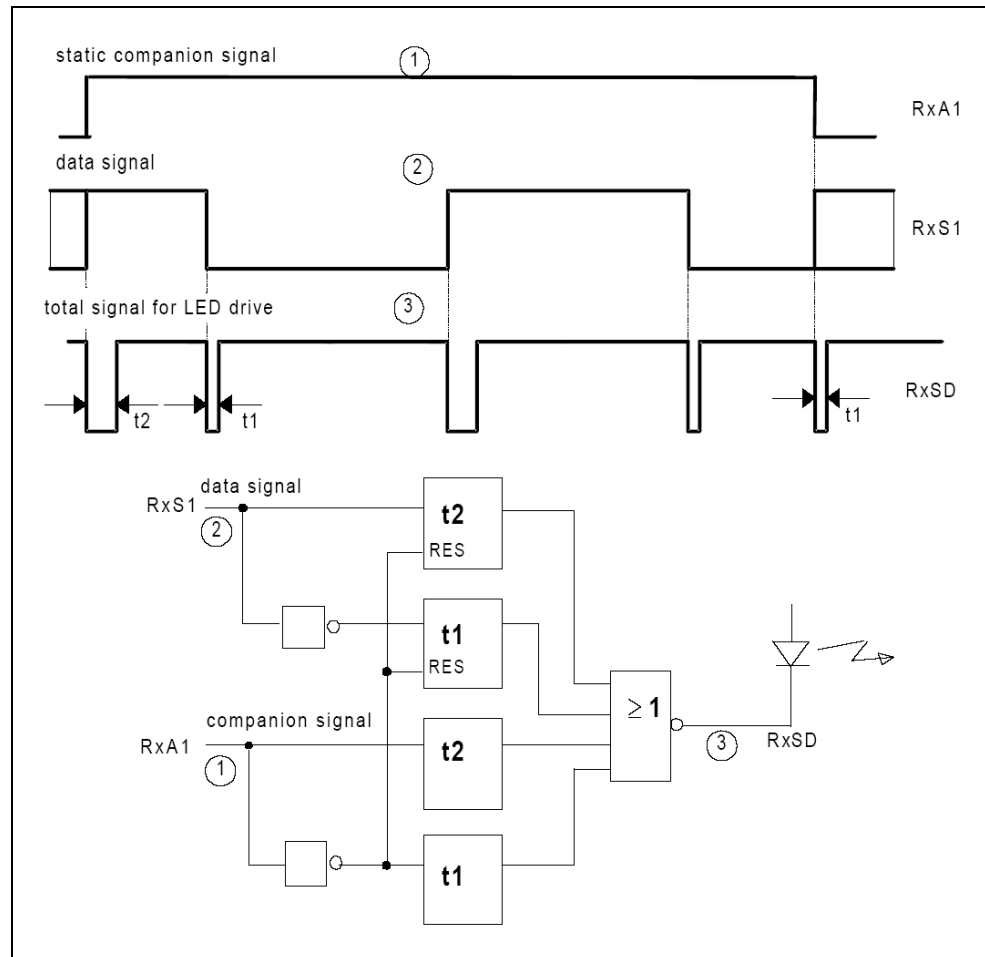 static companion signal
1
RxA1
data signal
2
RxS1
total signal for LED drive
3
RxSD
t2
t1
t1
data signal
RxS1
2
t2
RES
t1
RES
≥ 1
companion signal
RxA1
1
t2
3
RxSD
t1